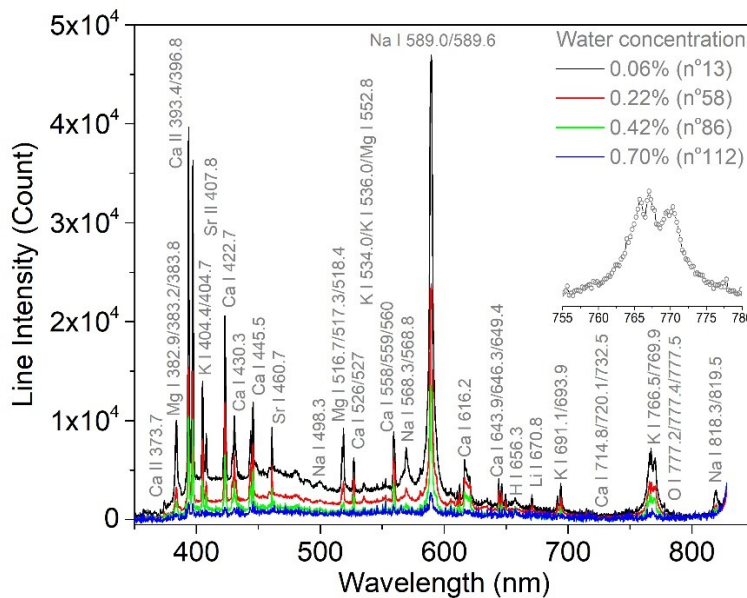 5x10⁴
4x10⁴
3x10⁴
2x10⁴
1x10⁴
0
Line Intensity (Count)
400
500
600
700
800
Wavelength (nm)
Ca II 373.7
Mg I 382.9/383.2/383.8
Ca II 393.4/396.8
K I 404.4/404.7
Sr II 407.8
Ca I 422.7
Ca I 430.3
Ca I 445.5
Sr I 460.7
Na I 498.3
Mg I 516.7/517.3/518.4
Ca I 526/527
K I 534.0/K I 536.0/Mg I 552.8
Ca I 558/559/560
Na I 568.3/568.8
Na I 589.0/589.6
Ca I 616.2
Ca I 643.9/646.3/649.4
H I 656.3
Li I 670.8
K I 691.1/693.9
Ca I 714.8/720.1/732.5
K I 766.5/769.9
O I 777.2/777.4/777.5
Na I 818.3/819.5
Water concentration
0.06% (n°13)
0.22% (n°58)
0.42% (n°86)
0.70% (n°112)
755
760
765
770
775
780